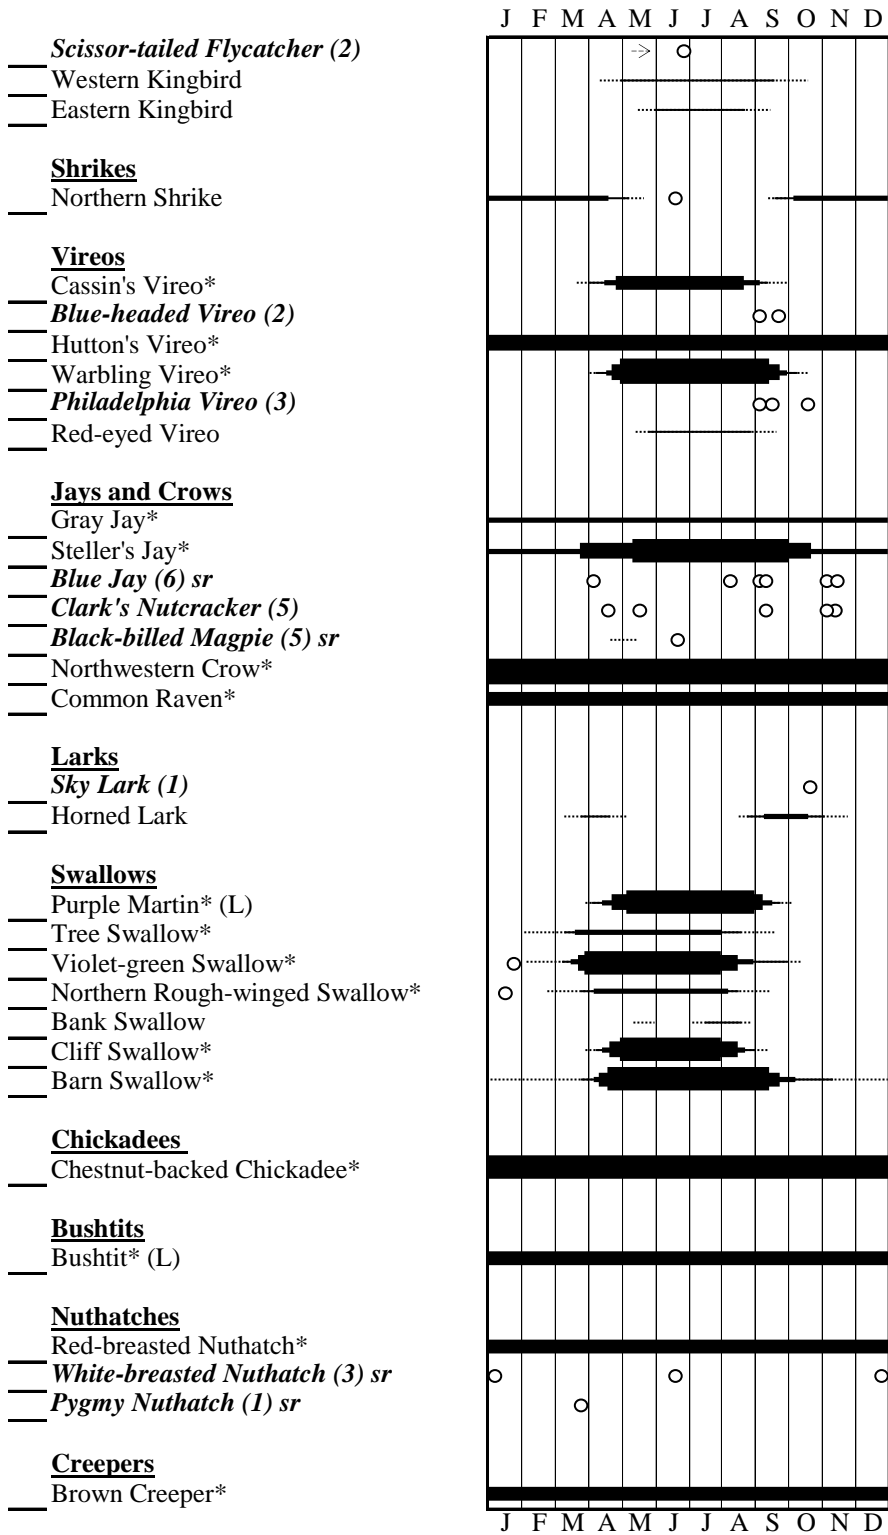 J F M A M J J A S O N D
Scissor-tailed Flycatcher (2)
Western Kingbird
Eastern Kingbird
Shrikes
Northern Shrike
Vireos
Cassin's Vireo*
Blue-headed Vireo (2)
Hutton's Vireo*
Warbling Vireo*
Philadelphia Vireo (3)
Red-eyed Vireo
Jays and Crows
Gray Jay*
Steller's Jay*
Blue Jay (6) sr
Clark's Nutcracker (5)
Black-billed Magpie (5) sr
Northwestern Crow*
Common Raven*
Larks
Sky Lark (1)
Horned Lark
Swallows
Purple Martin* (L)
Tree Swallow*
Violet-green Swallow*
Northern Rough-winged Swallow*
Bank Swallow
Cliff Swallow*
Barn Swallow*
Chickadees
Chestnut-backed Chickadee*
Bushtits
Bushtit* (L)
Nuthatches
Red-breasted Nuthatch*
White-breasted Nuthatch (3) sr
Pygmy Nuthatch (1) sr
Creepers
Brown Creeper*
J F M A M J J A S O N D